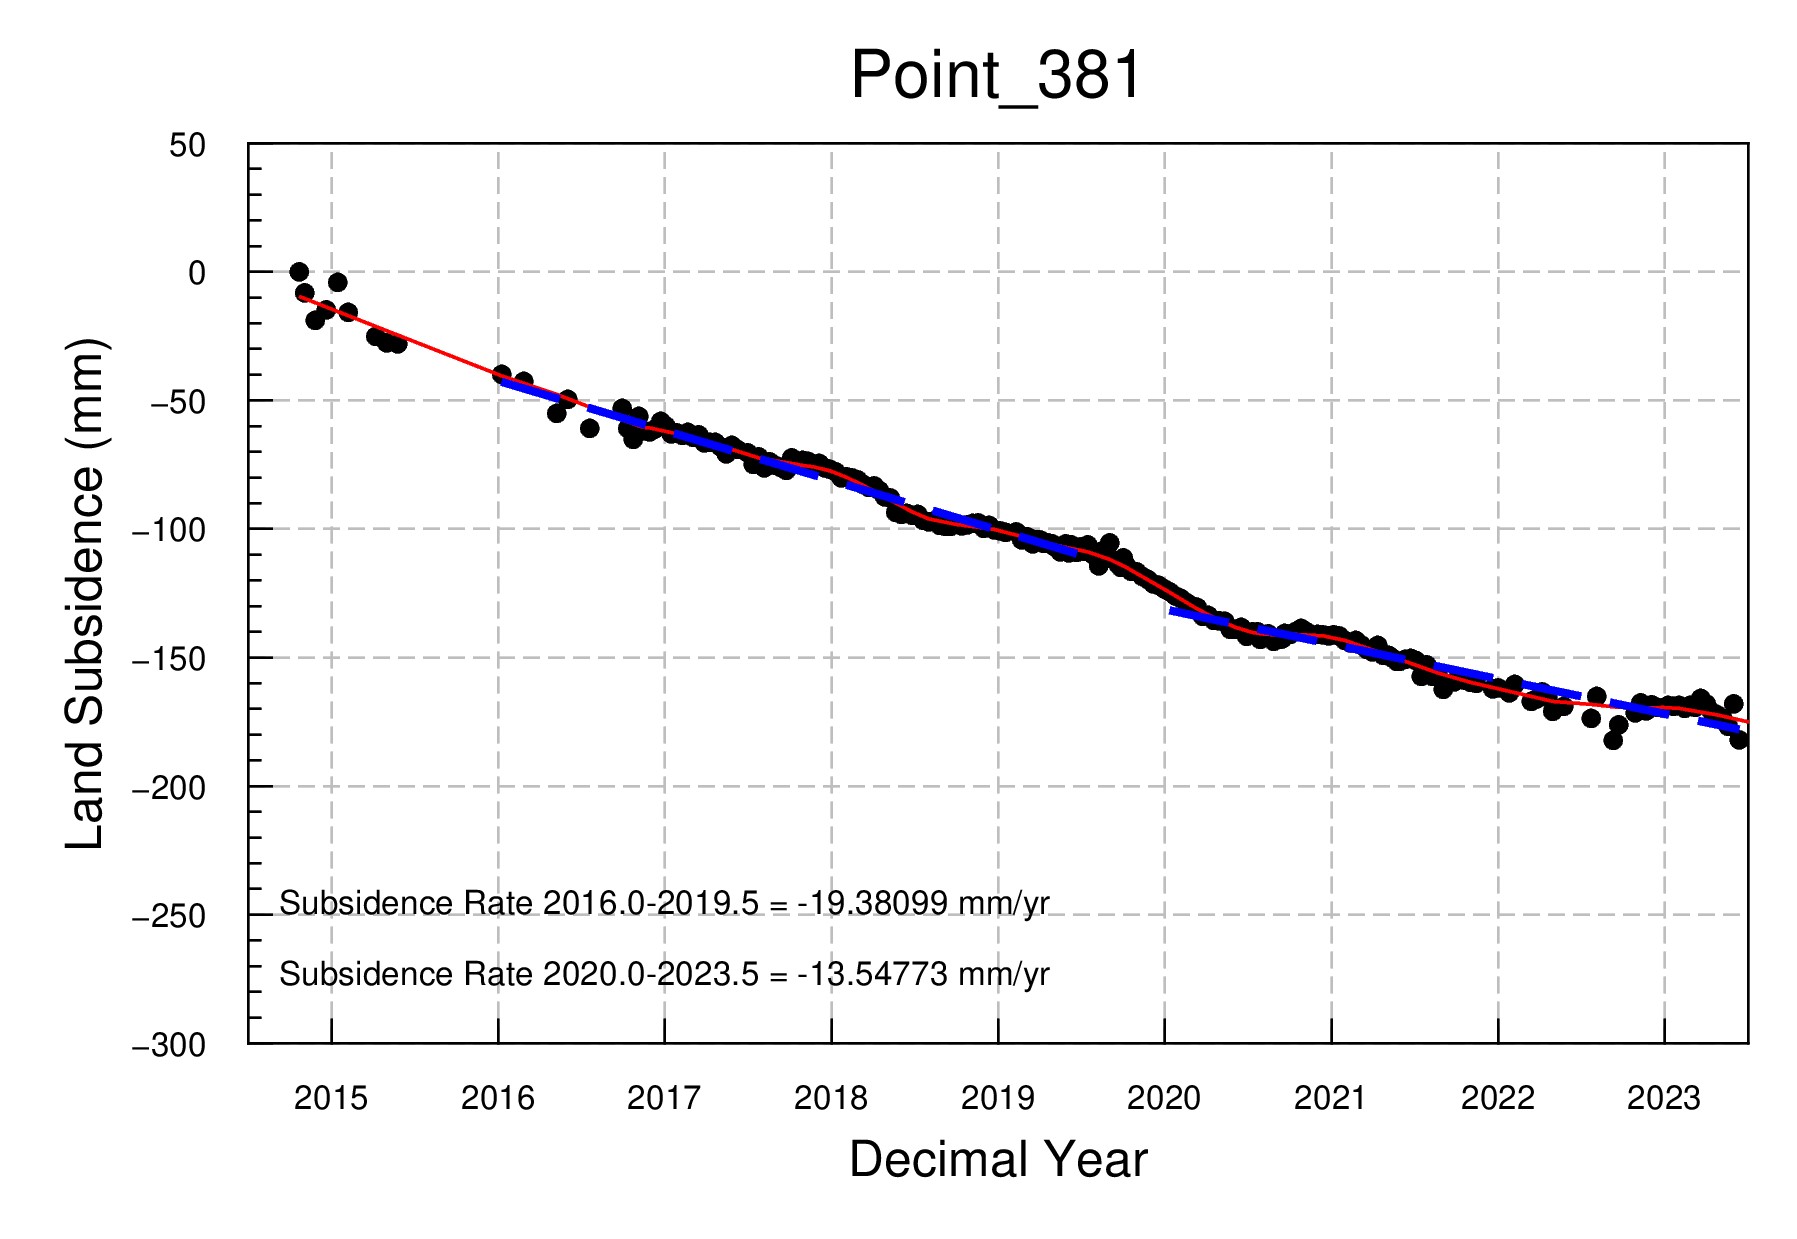 Point_381
50
0
−50
−100
−150
−200
−250
−300
Land Subsidence (mm)
Subsidence Rate 2016.0-2019.5 = -19.38099 mm/yr
Subsidence Rate 2020.0-2023.5 = -13.54773 mm/yr
2015 2016 2017 2018 2019 2020 2021 2022 2023
Decimal Year